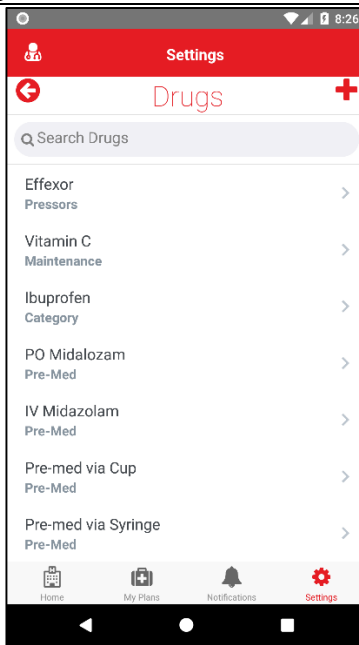 8:26
Settings
Drugs
Search Drugs
Effexor
Pressors
Vitamin C
Maintenance
Ibuprofen
Category
PO Midalozam
Pre-Med
IV Midazolam
Pre-Med
Pre-med via Cup
Pre-Med
Pre-med via Syringe
Pre-Med
Home My Plans Notifications Settings